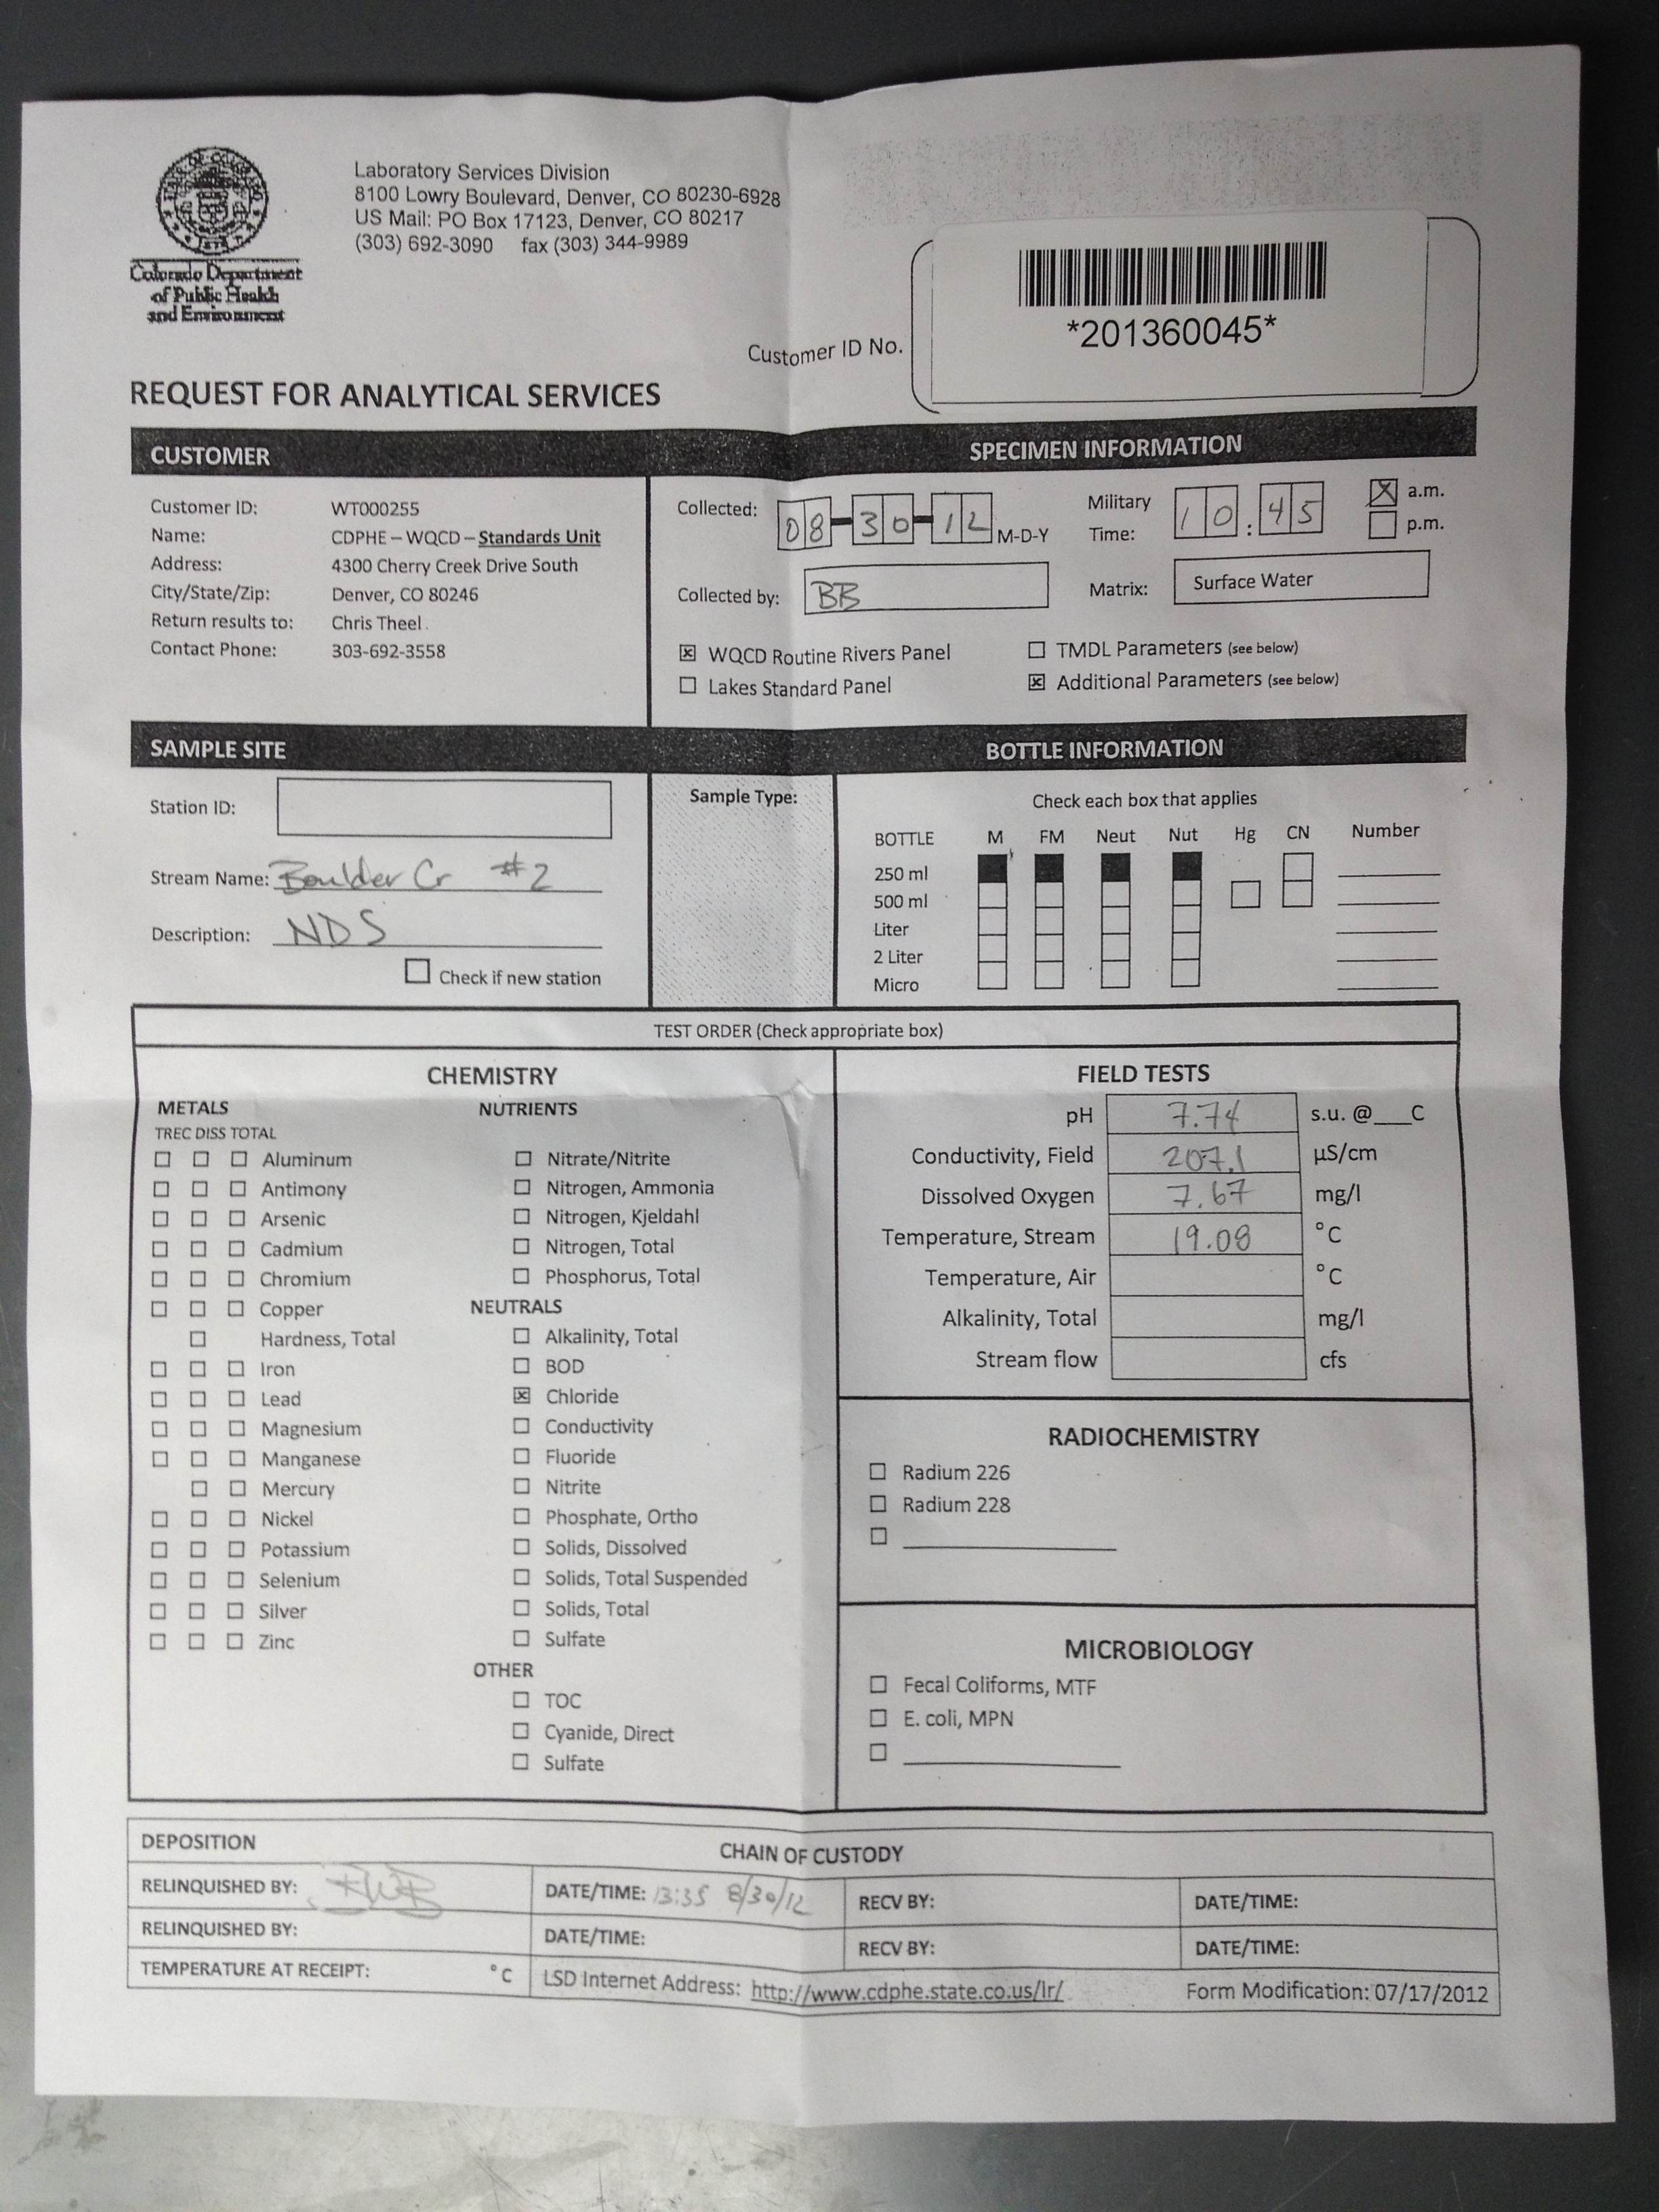 Colorado Department
of Public Health
and Environment
Laboratory Services Division
8100 Lowry Boulevard, Denver, CO 80230-6928
US Mail: PO Box 17123, Denver, CO 80217
(303) 692-3090 fax (303) 344-9989
Customer ID No.
*201360045*
REQUEST FOR ANALYTICAL SERVICES
CUSTOMER
Customer ID: WT000255
Name: CDPHE – WQCD – Standards Unit
Address: 4300 Cherry Creek Drive South
City/State/Zip: Denver, CO 80246
Return results to: Chris Theel
Contact Phone: 303-692-3558
SPECIMEN INFORMATION
Collected: 08-30-12 M-D-Y
Military Time: 10:45
a.m.
p.m.
Collected by: BB
Matrix: Surface Water
WQCD Routine Rivers Panel
TMDL Parameters (see below)
Lakes Standard Panel
Additional Parameters (see below)
SAMPLE SITE
Station ID:
Stream Name: Boulder Cr #2
Description: NDS
Check if new station
Sample Type:
BOTTLE INFORMATION
Check each box that applies
BOTTLE M FM Neut Nut Hg CN Number
250 ml
500 ml
Liter
2 Liter
Micro
TEST ORDER (Check appropriate box)
CHEMISTRY
METALS
TREC DISS TOTAL
Aluminum
Antimony
Arsenic
Cadmium
Chromium
Copper
Hardness, Total
Iron
Lead
Magnesium
Manganese
Mercury
Nickel
Potassium
Selenium
Silver
Zinc
NUTRIENTS
Nitrate/Nitrite
Nitrogen, Ammonia
Nitrogen, Kjeldahl
Nitrogen, Total
Phosphorus, Total
NEUTRALS
Alkalinity, Total
BOD
Chloride
Conductivity
Fluoride
Nitrite
Phosphate, Ortho
Solids, Dissolved
Solids, Total Suspended
Solids, Total
Sulfate
OTHER
TOC
Cyanide, Direct
Sulfate
FIELD TESTS
pH 7.74 s.u. @___C
Conductivity, Field 207.1 µS/cm
Dissolved Oxygen 7.67 mg/l
Temperature, Stream 19.08 °C
Temperature, Air °C
Alkalinity, Total mg/l
Stream flow cfs
RADIOCHEMISTRY
Radium 226
Radium 228
MICROBIOLOGY
Fecal Coliforms, MTF
E. coli, MPN
DEPOSITION CHAIN OF CUSTODY
RELINQUISHED BY: DATE/TIME: 13:35 8/30/12 RECV BY: DATE/TIME:
RELINQUISHED BY: DATE/TIME: RECV BY: DATE/TIME:
TEMPERATURE AT RECEIPT: °C LSD Internet Address: http://www.cdphe.state.co.us/lr/ Form Modification: 07/17/2012